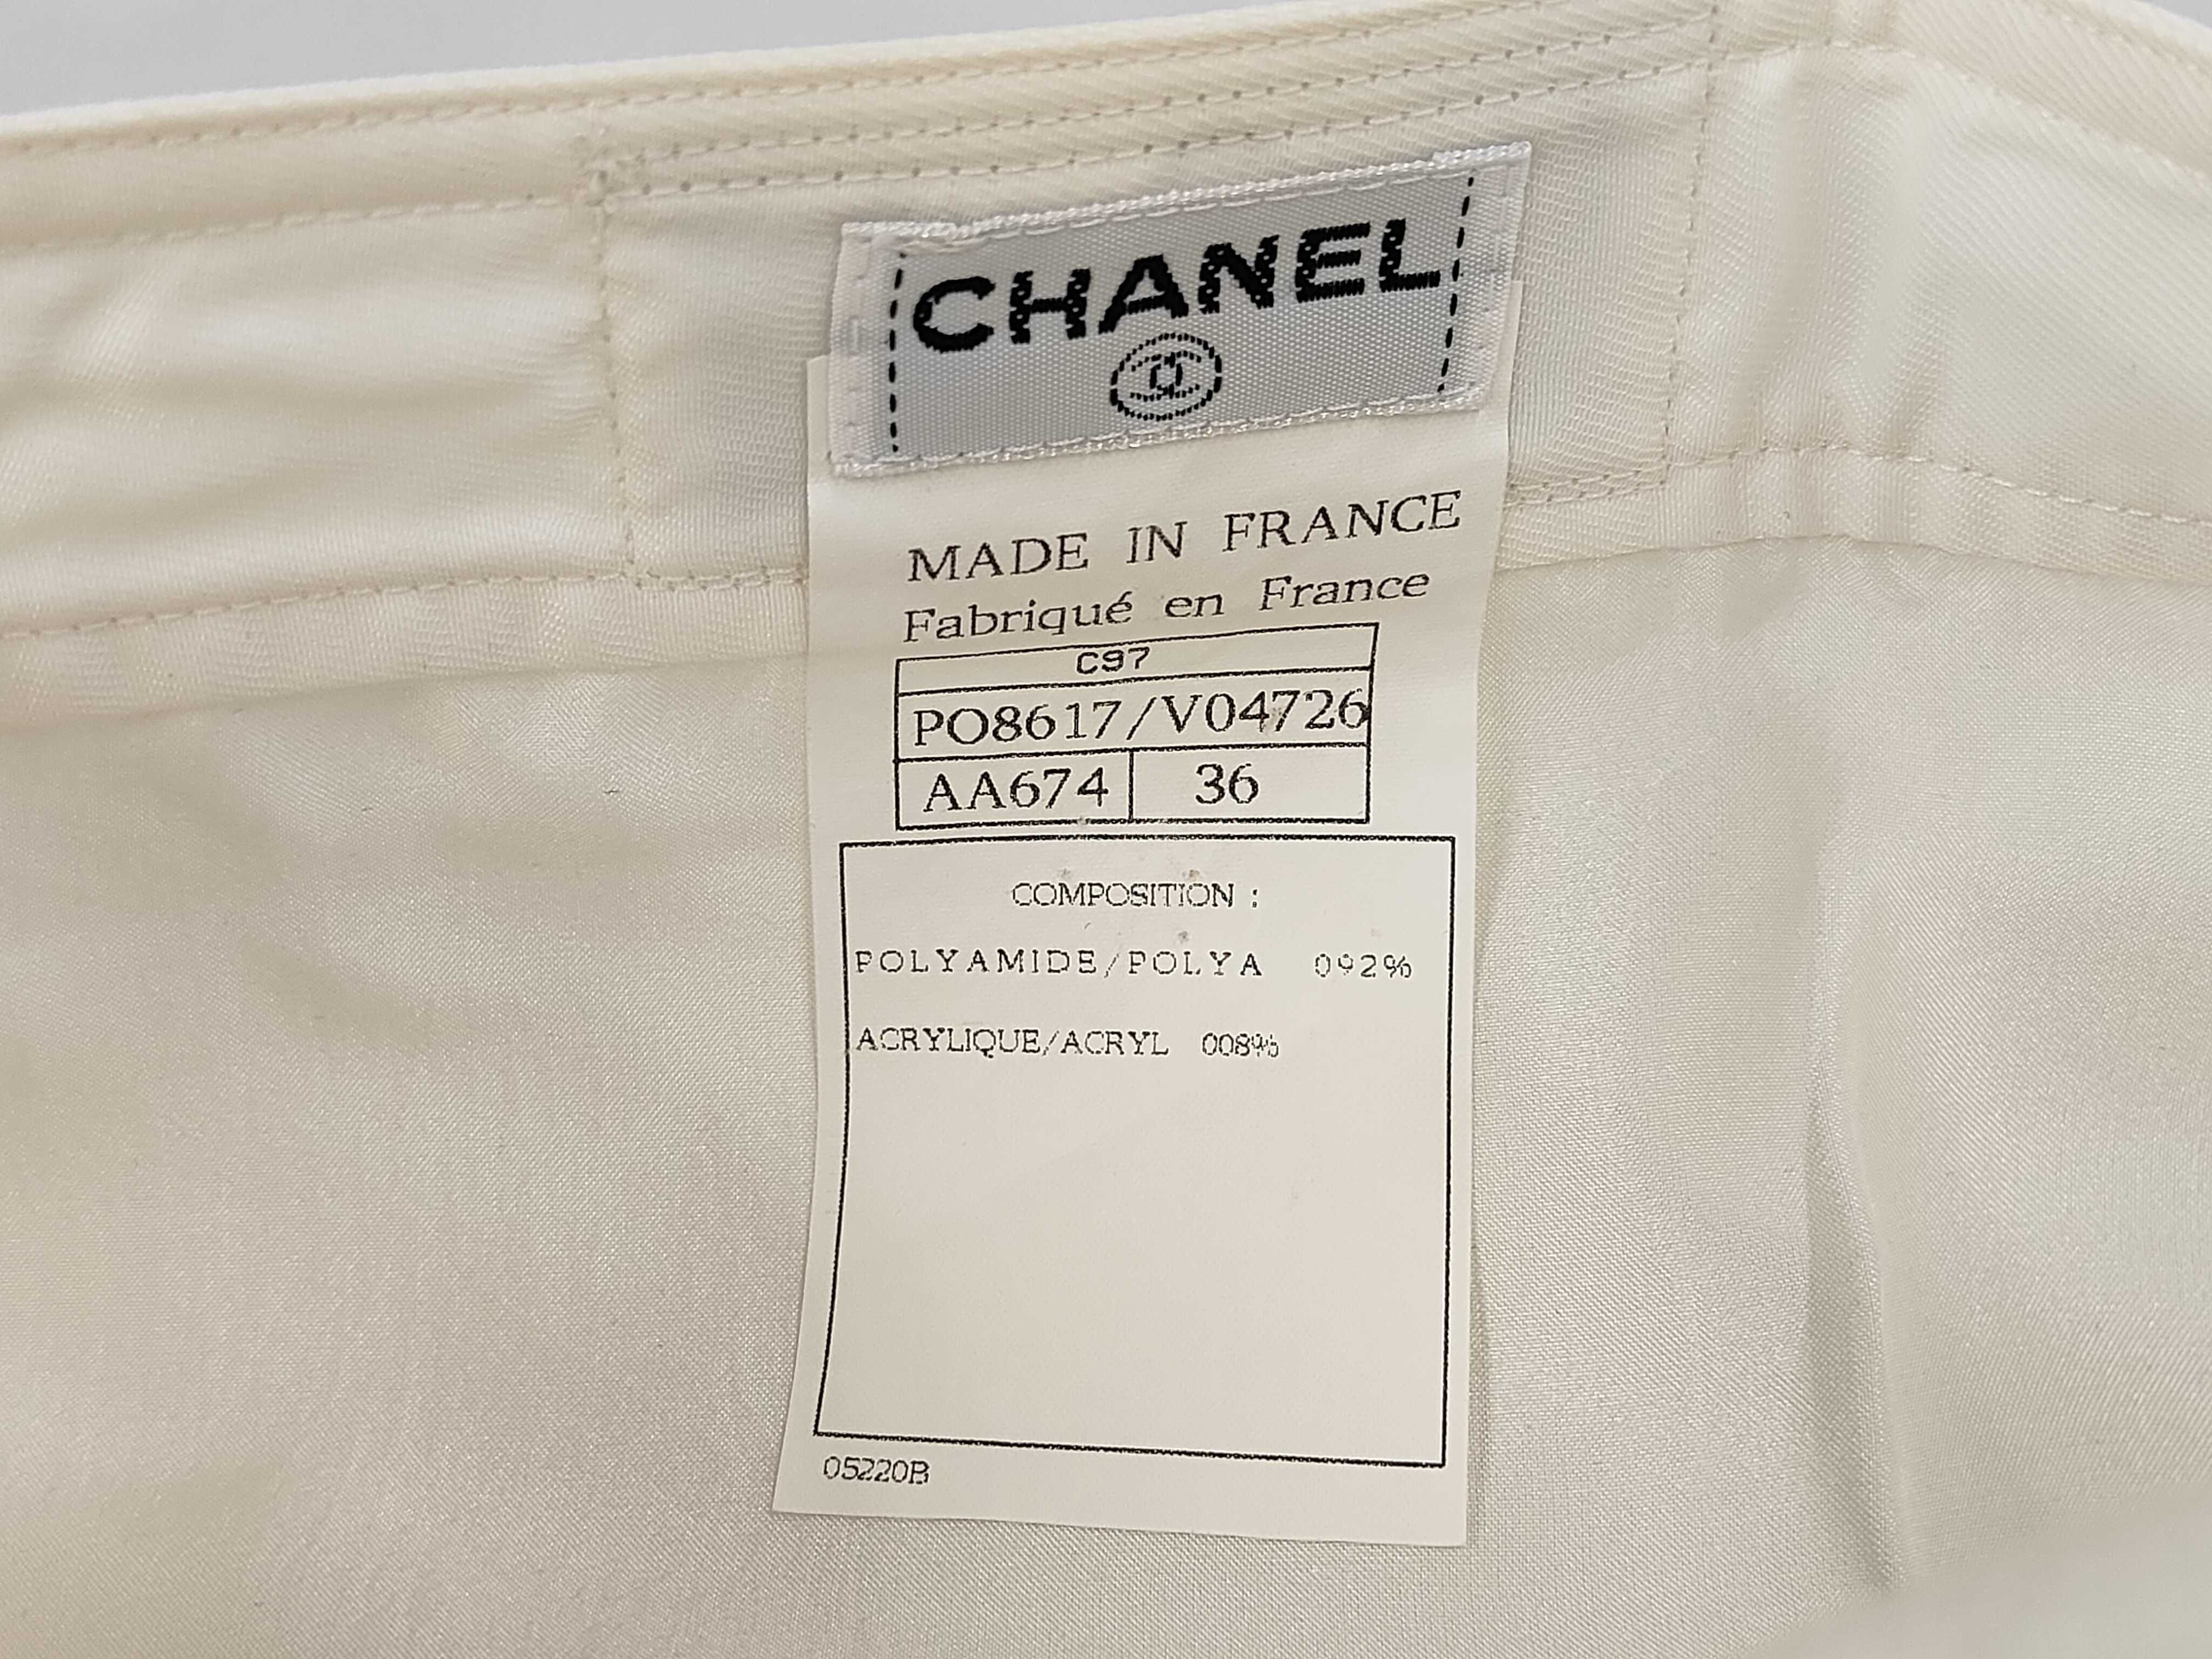 CHANEL
MADE IN FRANCE
Fabriqué en France
C97
PO8617/V04726
AA674 36
COMPOSITION :
POLYAMIDE/POLYA 092%
ACRYLIQUE/ACRYL 008%
05220B